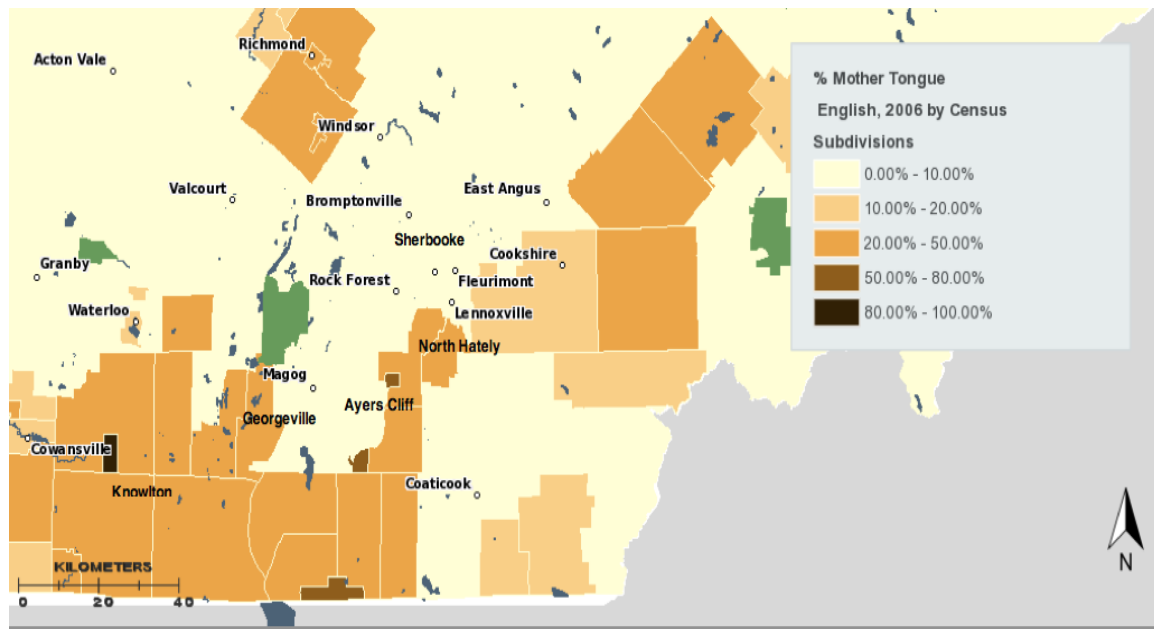 Richmond
Acton Vale
Windsor
Valcourt
East Angus
Bromptonville
Sherbooke
Cookshire
Granby
Rock Forest
Fleurimont
Waterloo
Lennoxville
North Hately
Magog
Ayers Cliff
Georgeville
Cowansville
Coaticook
Knowlton
KILOMETERS
0 20 40
% Mother Tongue
English, 2006 by Census
Subdivisions
0.00% - 10.00%
10.00% - 20.00%
20.00% - 50.00%
50.00% - 80.00%
80.00% - 100.00%
N